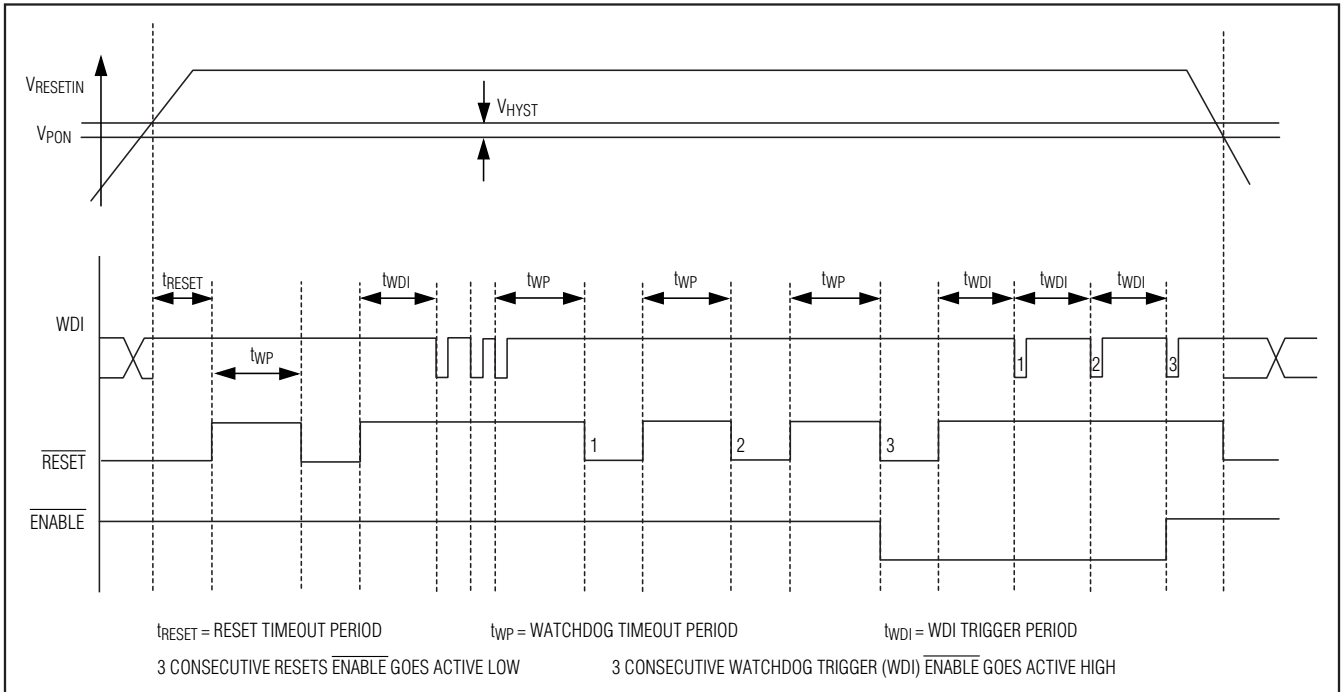 VRESETIN
VHYST
VPON
tRESET tWDI tWP tWP tWP tWDI tWDI tWDI
WDI
tWP
1 2 3
1 2 3
RESET
ENABLE
tRESET = RESET TIMEOUT PERIOD tWP = WATCHDOG TIMEOUT PERIOD tWDI = WDI TRIGGER PERIOD
3 CONSECUTIVE RESETS ENABLE GOES ACTIVE LOW 3 CONSECUTIVE WATCHDOG TRIGGER (WDI) ENABLE GOES ACTIVE HIGH